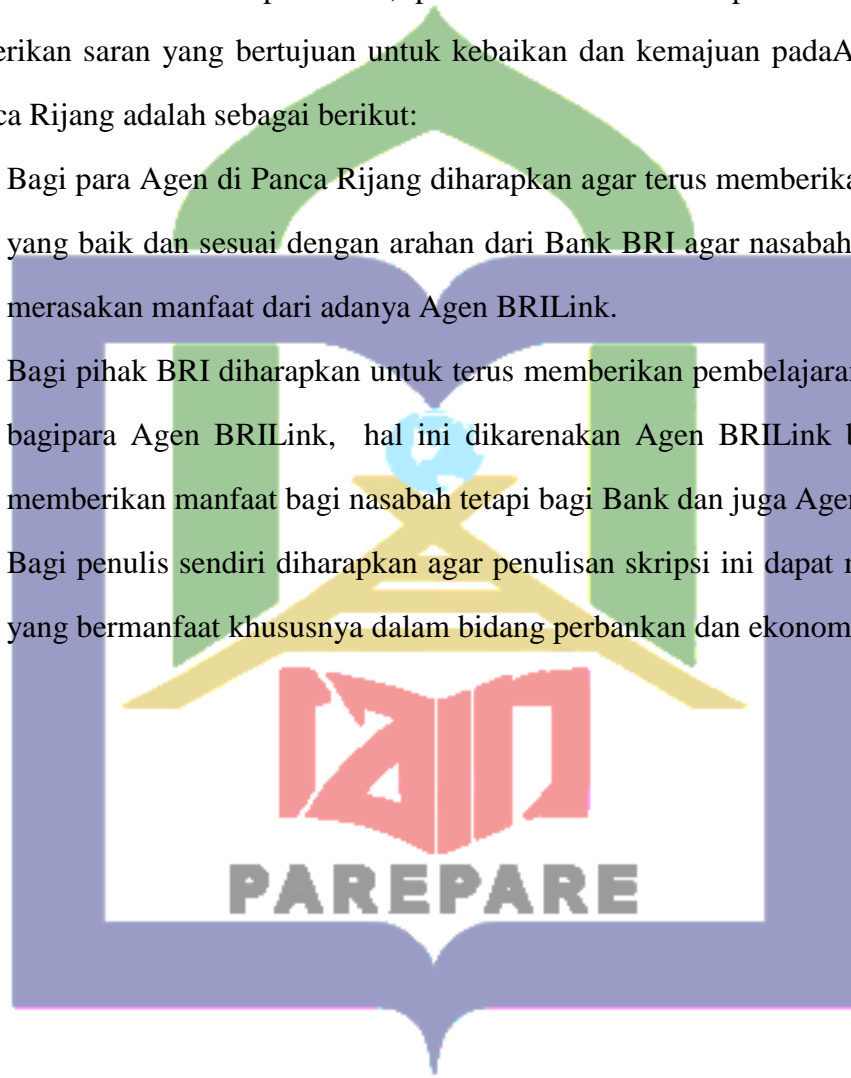 erikan saran yang bertujuan untuk kebaikan dan kemajuan padaA
ca Rijang adalah sebagai berikut:
Bagi para Agen di Panca Rijang diharapkan agar terus memberika
yang baik dan sesuai dengan arahan dari Bank BRI agar nasabah
merasakan manfaat dari adanya Agen BRILink.
Bagi pihak BRI diharapkan untuk terus memberikan pembelajaran
bagipara Agen BRILink, hal ini dikarenakan Agen BRILink b
memberikan manfaat bagi nasabah tetapi bagi Bank dan juga Agen
Bagi penulis sendiri diharapkan agar penulisan skripsi ini dapat
yang bermanfaat khususnya dalam bidang perbankan dan ekonom
iain
PAREPARE